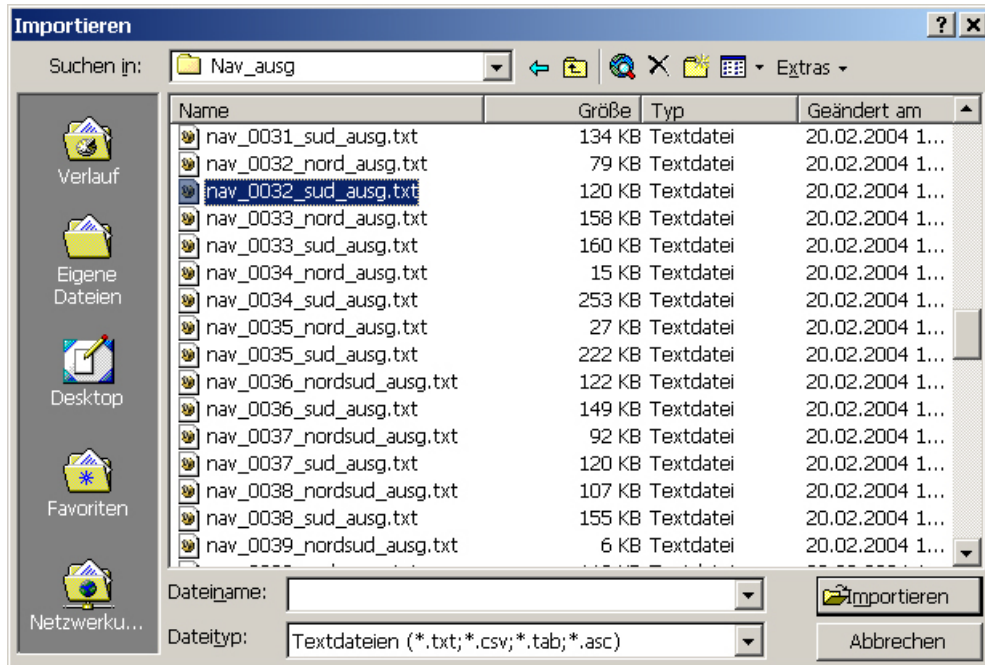 Importieren
Suchen in: Nav_ausg Extras
Name Größe Typ Geändert am
nav_0031_sud_ausg.txt 134 KB Textdatei 20.02.2004 1...
nav_0032_nord_ausg.txt 79 KB Textdatei 20.02.2004 1...
nav_0032_sud_ausg.txt 120 KB Textdatei 20.02.2004 1...
nav_0033_nord_ausg.txt 158 KB Textdatei 20.02.2004 1...
nav_0033_sud_ausg.txt 160 KB Textdatei 20.02.2004 1...
nav_0034_nord_ausg.txt 15 KB Textdatei 20.02.2004 1...
nav_0034_sud_ausg.txt 253 KB Textdatei 20.02.2004 1...
nav_0035_nord_ausg.txt 27 KB Textdatei 20.02.2004 1...
nav_0035_sud_ausg.txt 222 KB Textdatei 20.02.2004 1...
nav_0036_nordsud_ausg.txt 122 KB Textdatei 20.02.2004 1...
nav_0036_sud_ausg.txt 149 KB Textdatei 20.02.2004 1...
nav_0037_nordsud_ausg.txt 92 KB Textdatei 20.02.2004 1...
nav_0037_sud_ausg.txt 120 KB Textdatei 20.02.2004 1...
nav_0038_nordsud_ausg.txt 107 KB Textdatei 20.02.2004 1...
nav_0038_sud_ausg.txt 155 KB Textdatei 20.02.2004 1...
nav_0039_nordsud_ausg.txt 6 KB Textdatei 20.02.2004 1...
Verlauf
Eigene
Dateien
Desktop
Favoriten
Netzwerku...
Dateiname: Importieren
Dateityp: Textdateien (*.txt;*.csv;*.tab;*.asc) Abbrechen